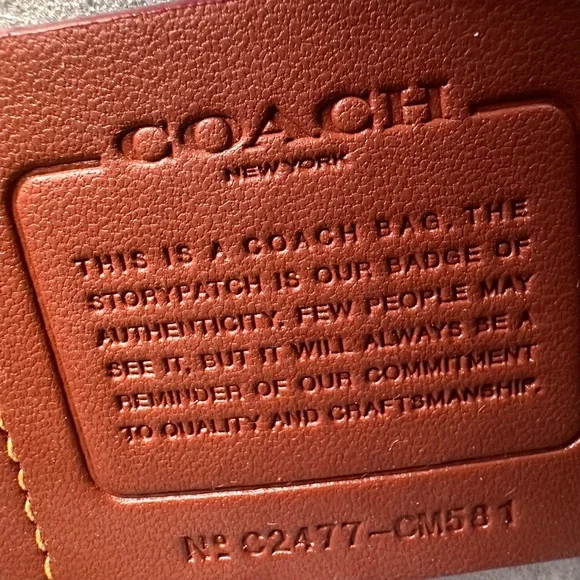 COACH
NEW YORK
THIS IS A COACH BAG. THE
STORYPATCH IS OUR BADGE OF
AUTHENTICITY. FEW PEOPLE MAY
SEE IT, BUT IT WILL ALWAYS BE A
REMINDER OF OUR COMMITMENT
TO QUALITY AND CRAFTSMANSHIP.
Nº C2477-CM581